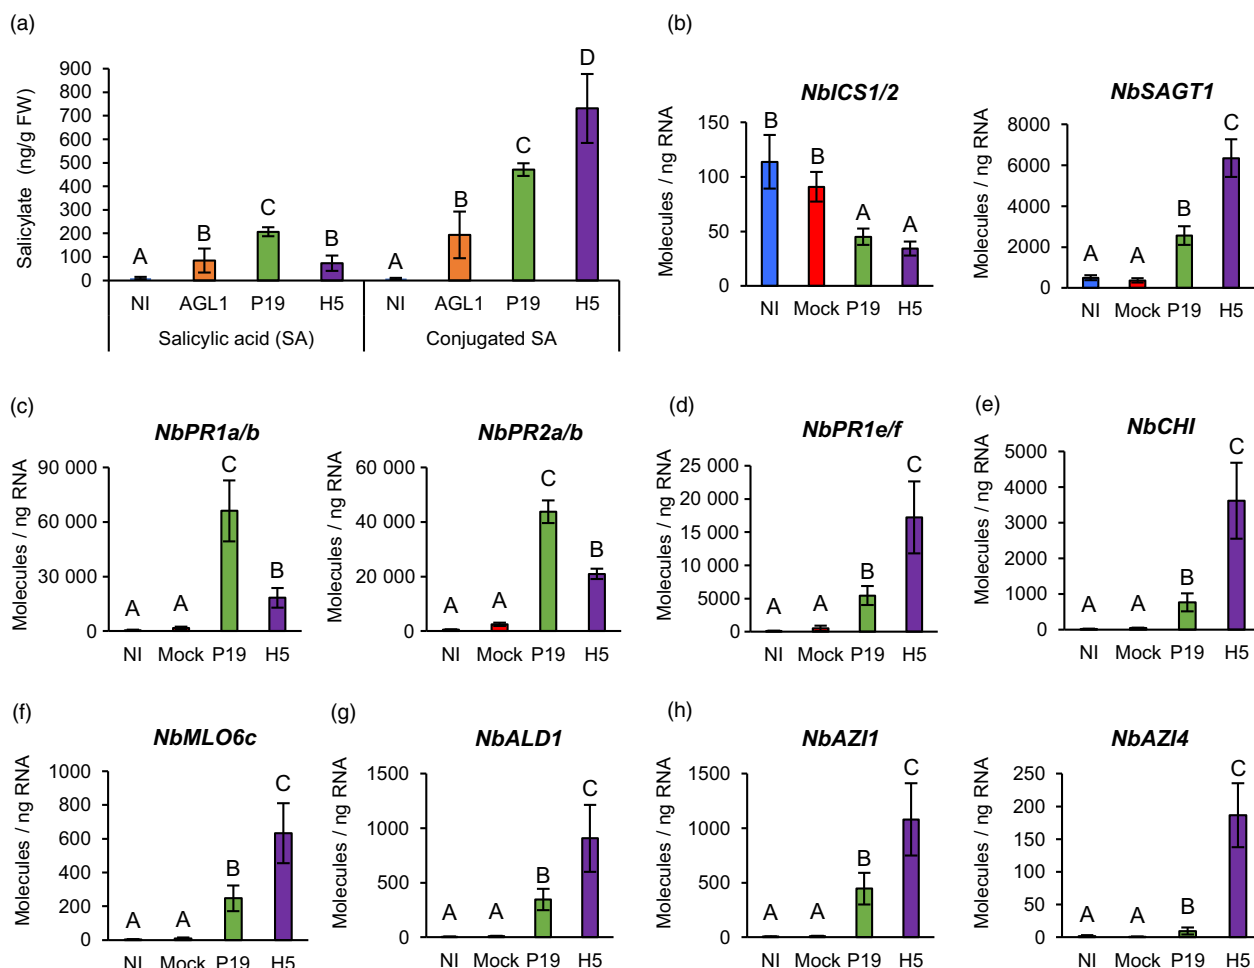 (a)
Salicylate (ng/g FW)
900
800
700
600
500
400
300
200
100
0
A
B
C
B
A
B
C
D
NI AGL1 P19 H5 NI AGL1 P19 H5
Salicylic acid (SA) Conjugated SA
(b)
NbICS1/2
Molecules / ng RNA
150
100
50
0
B
B
A
A
NI Mock P19 H5
NbSAGT1
Molecules / ng RNA
8000
6000
4000
2000
0
A
A
B
C
NI Mock P19 H5
(c)
NbPR1a/b
Molecules / ng RNA
90 000
60 000
30 000
0
A
A
C
B
NI Mock P19 H5
NbPR2a/b
Molecules / ng RNA
60 000
40 000
20 000
0
A
A
C
B
NI Mock P19 H5
(d)
NbPR1e/f
Molecules / ng RNA
25 000
20 000
15 000
10 000
5000
0
A
A
B
C
NI Mock P19 H5
(e)
NbCHI
Molecules / ng RNA
5000
4000
3000
2000
1000
0
A
A
B
C
NI Mock P19 H5
(f)
NbMLO6c
Molecules / ng RNA
1000
800
600
400
200
0
A
A
B
C
NI Mock P19 H5
(g)
NbALD1
Molecules / ng RNA
1500
1000
500
0
A
A
B
C
NI Mock P19 H5
(h)
NbAZI1
Molecules / ng RNA
1500
1000
500
0
A
A
B
C
NI Mock P19 H5
NbAZI4
Molecules / ng RNA
250
200
150
100
50
0
A
A
B
C
NI Mock P19 H5